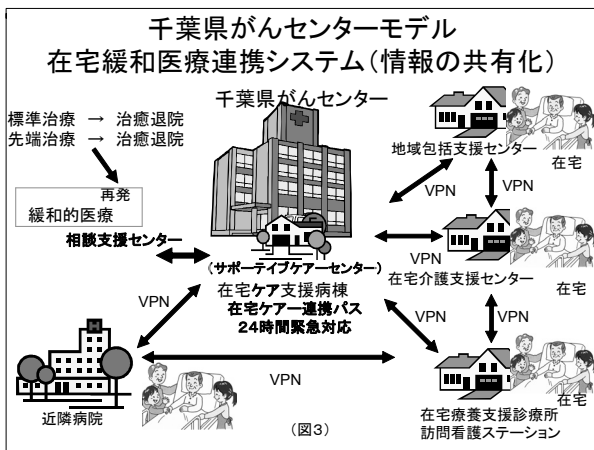 千葉県がんセンターモデル
在宅緩和医療連携システム（情報の共有化）
千葉県がんセンター
標準治療 → 治癒退院
先端治療 → 治癒退院
再発
緩和的医療
相談支援センター
地域包括支援センター
在宅
VPN
VPN
VPN
在宅介護支援センター
在宅
（サポーテイブケアーセンター）
在宅ケア支援病棟
在宅ケアー連携パス
24時間緊急対応
VPN
VPN
VPN
VPN
H
近隣病院
在宅
在宅療養支援診療所
訪問看護ステーション
（図3）